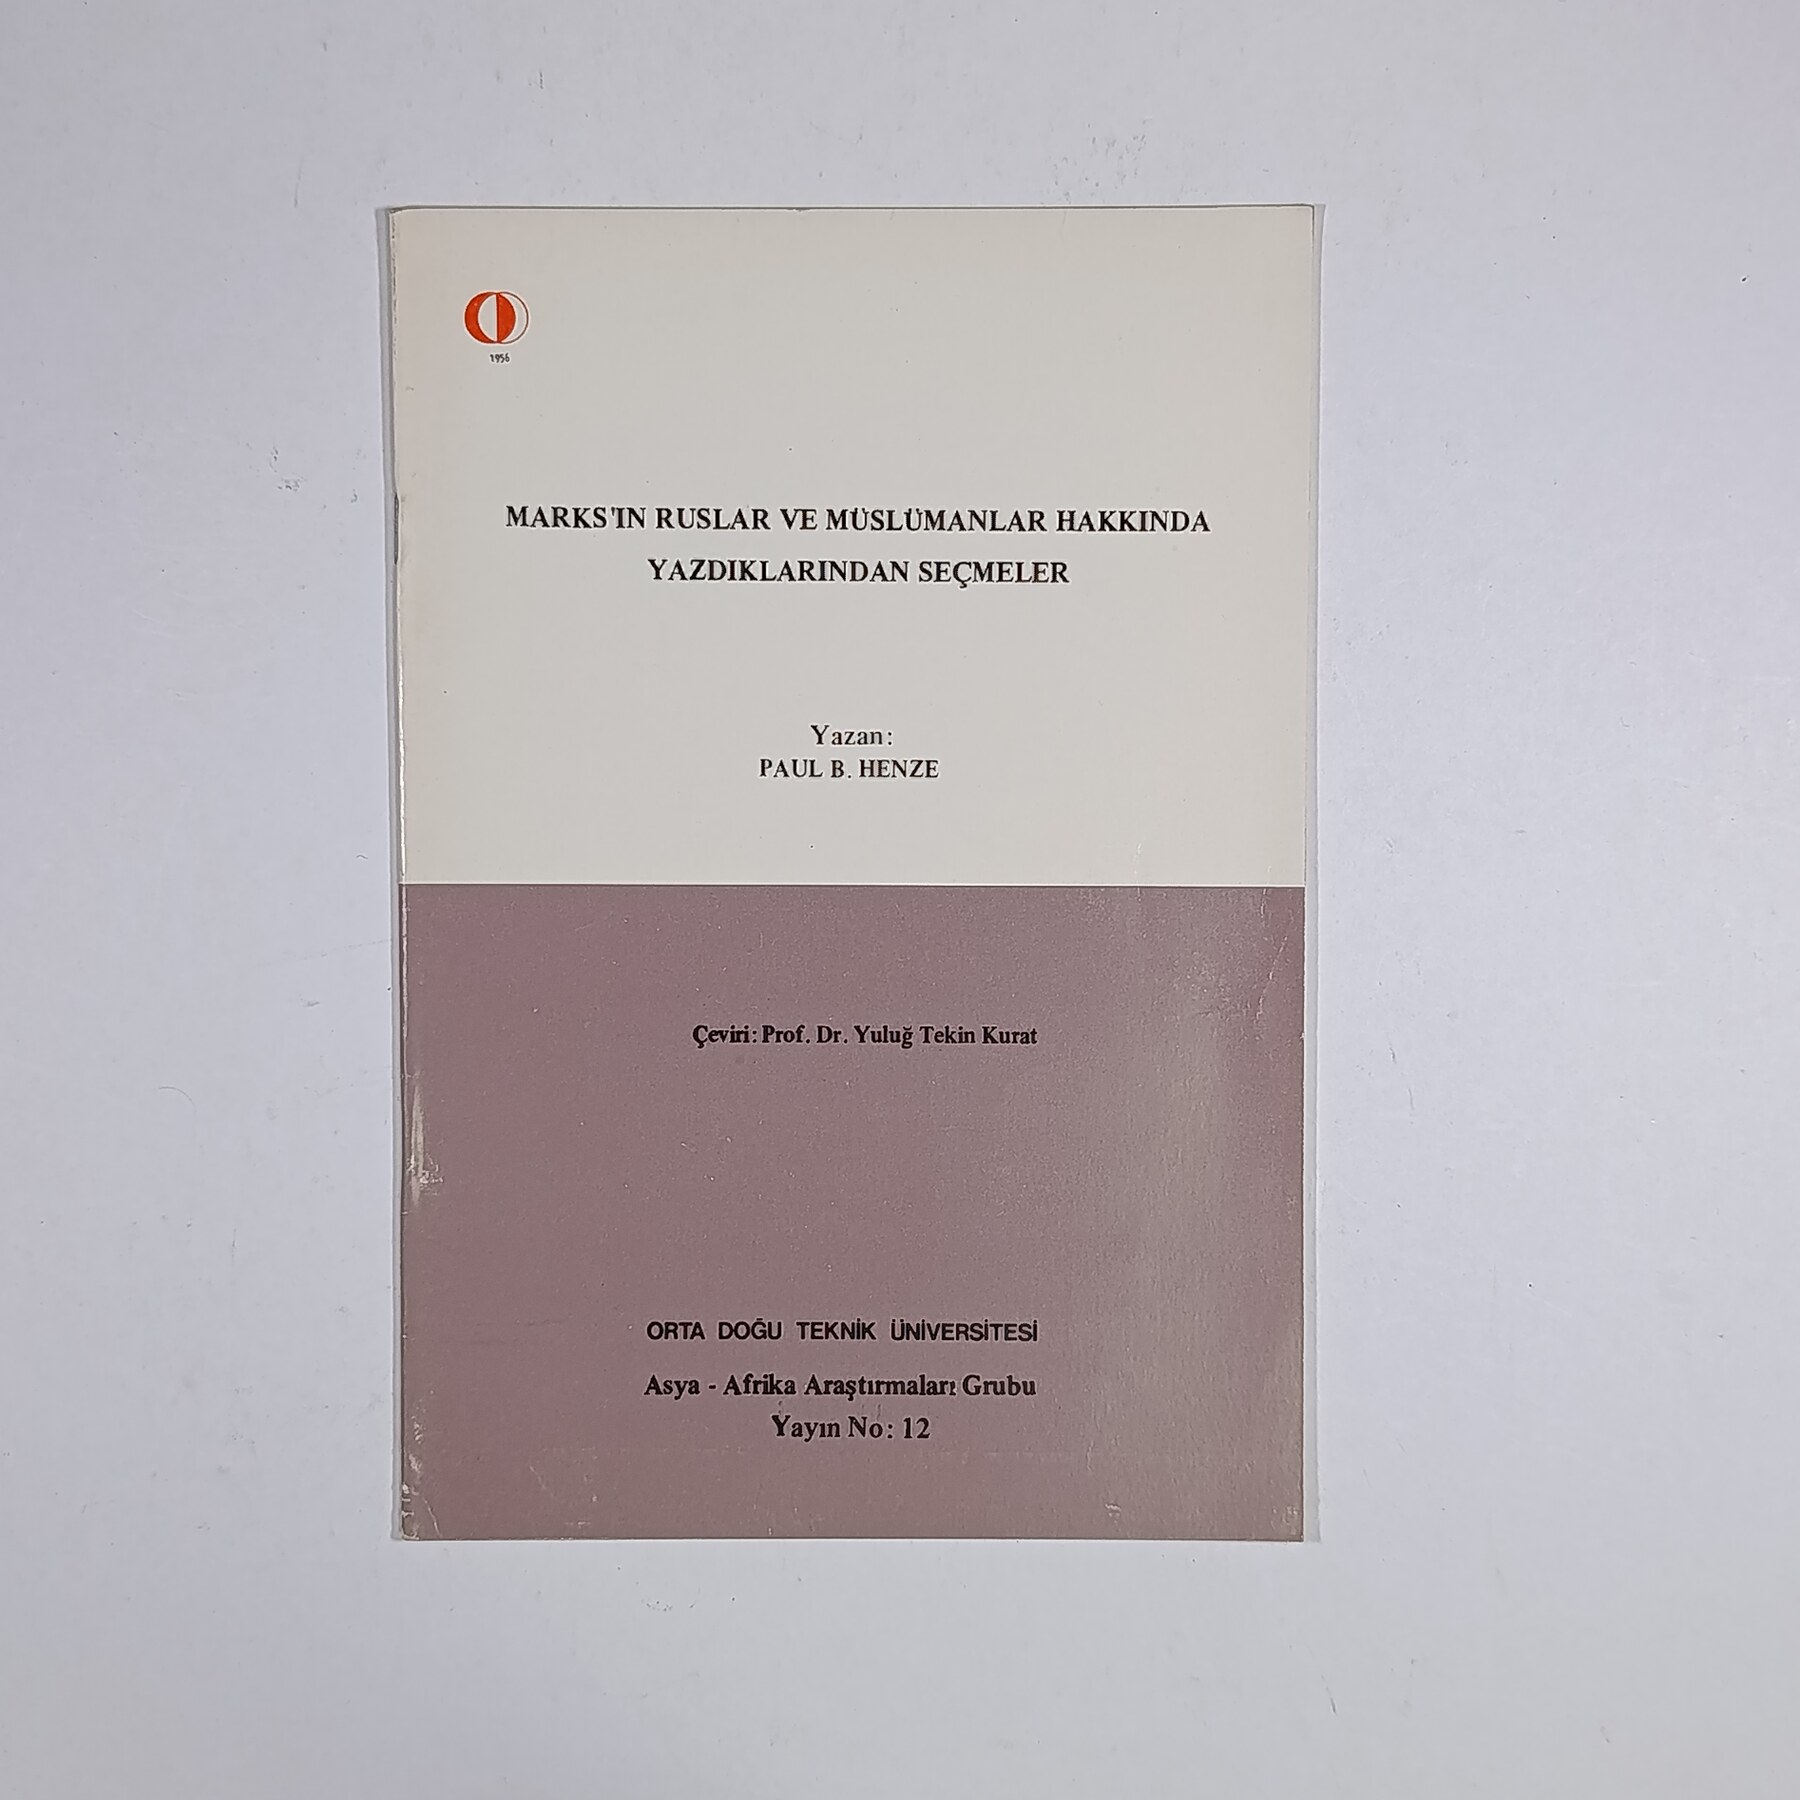 1956
MARKS'IN RUSLAR VE MÜSLÜMANLAR HAKKINDA
YAZDIKLARINDAN SEÇMELER
Yazan:
PAUL B. HENZE
Çeviri: Prof. Dr. Yuluğ Tekin Kurat
ORTA DOĞU TEKNİK ÜNİVERSİTESİ
Asya - Afrika Araştırmaları Grubu
Yayın No: 12